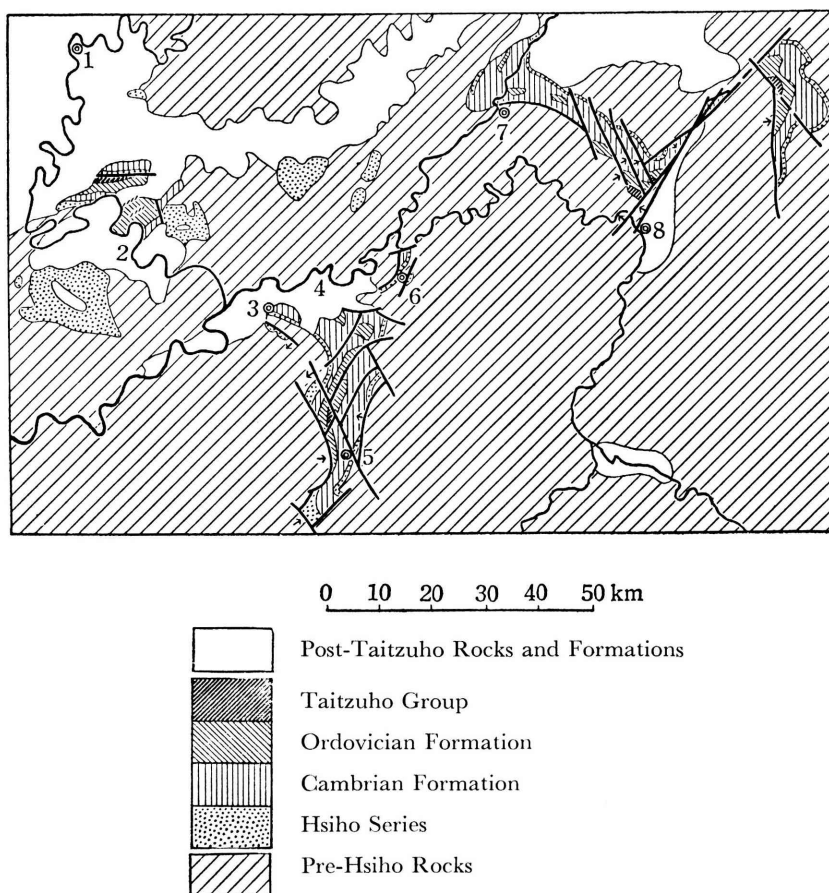 1
7
2
8
4
6
3
5
0 10 20 30 40 50 km
Post-Taitzuho Rocks and Formations
Taitzuho Group
Ordovician Formation
Cambrian Formation
Hsiho Series
Pre-Hsiho Rocks